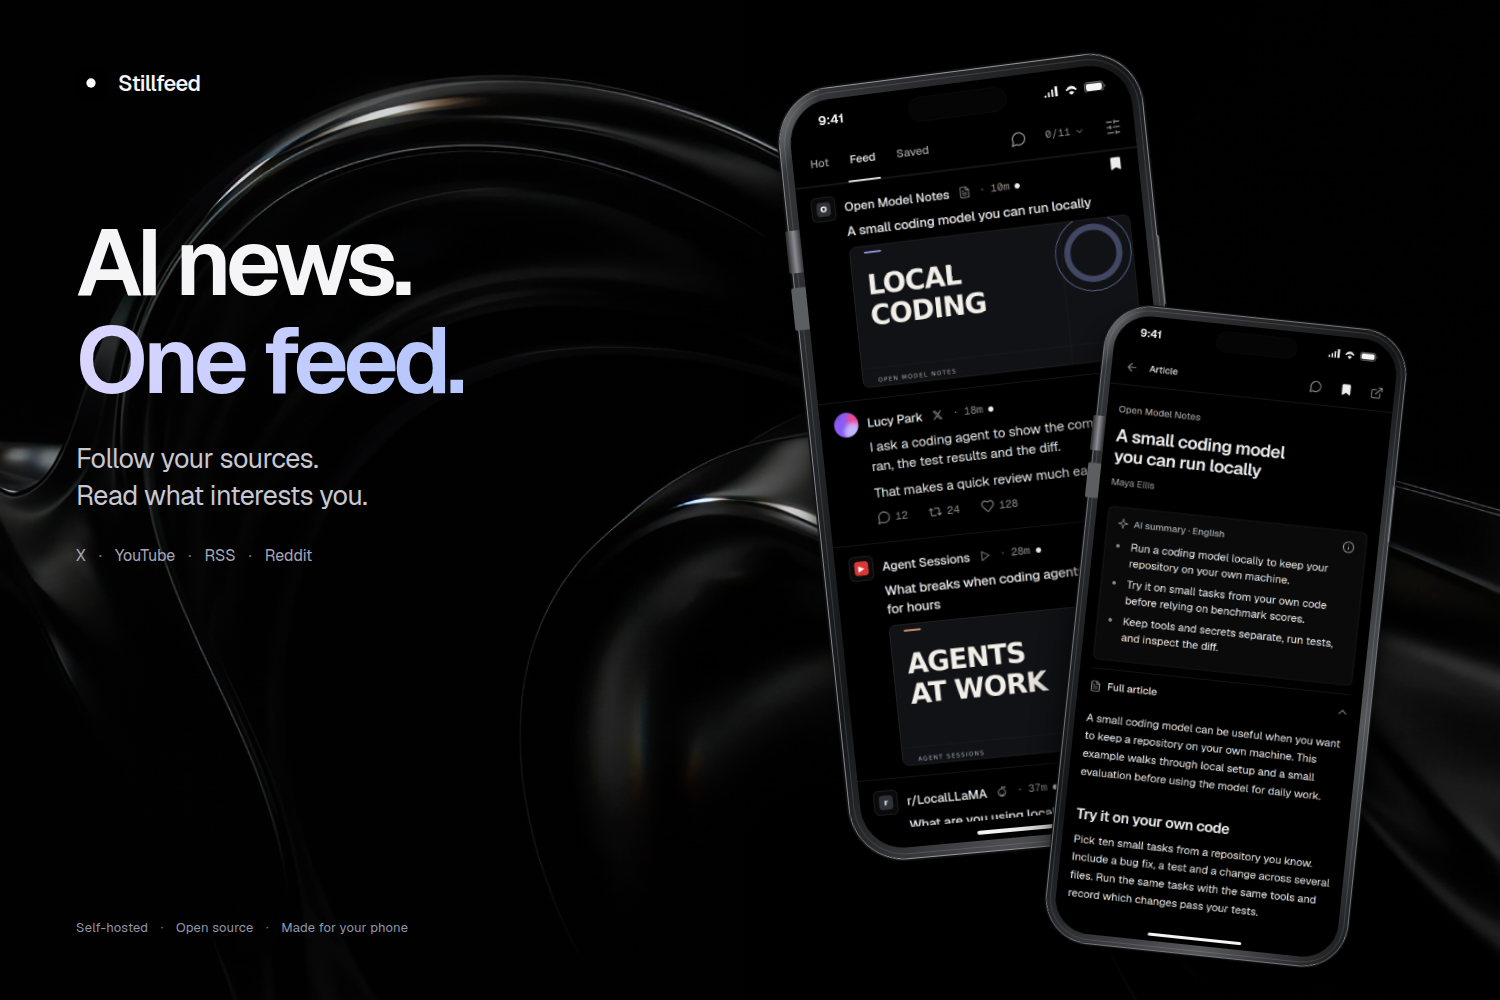 Stillfeed
AI news.
One feed.
Follow your sources.
Read what interests you.
X · YouTube · RSS · Reddit
Self-hosted · Open source · Made for your phone
9:41
Hot Feed Saved 0/11
Open Model Notes · 10m
A small coding model you can run locally
LOCAL
CODING
OPEN MODEL NOTES
Lucy Park X · 18m
I ask a coding agent to show the com
ran, the test results and the diff.
That makes a quick review much ea
12 24 128
Agent Sessions · 28m
What breaks when coding agent
for hours
AGENTS
AT WORK
AGENT SESSIONS
r/LocalLLaMA · 37m
What are you using local
9:41
Article
Open Model Notes
A small coding model
you can run locally
Maya Ellis
AI summary · English
• Run a coding model locally to keep your
repository on your own machine.
• Try it on small tasks from your own code
before relying on benchmark scores.
• Keep tools and secrets separate, run tests,
and inspect the diff.
Full article
A small coding model can be useful when you want
to keep a repository on your own machine. This
example walks through local setup and a small
evaluation before using the model for daily work.
Try it on your own code
Pick ten small tasks from a repository you know.
Include a bug fix, a test and a change across several
files. Run the same tasks with the same tools and
record which changes pass your tests.